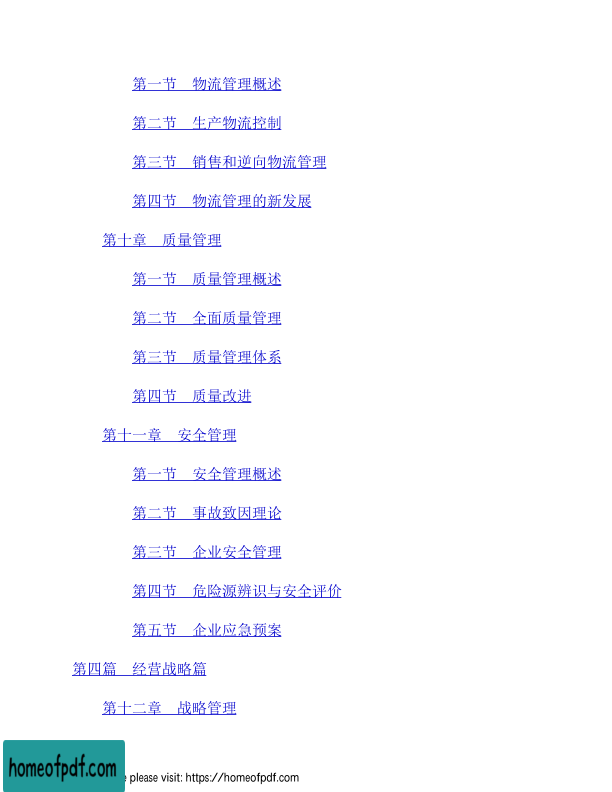 第一节　物流管理概述
第二节　生产物流控制
第三节　销售和逆向物流管理
第四节　物流管理的新发展
第十章　质量管理
第一节　质量管理概述
第二节　全面质量管理
第三节　质量管理体系
第四节　质量改进
第十一章　安全管理
第一节　安全管理概述
第二节　事故致因理论
第三节　企业安全管理
第四节　危险源辨识与安全评价
第五节　企业应急预案
第四篇　经营战略篇
第十二章　战略管理
homeofpdf.com
please visit: https://homeofpdf.com